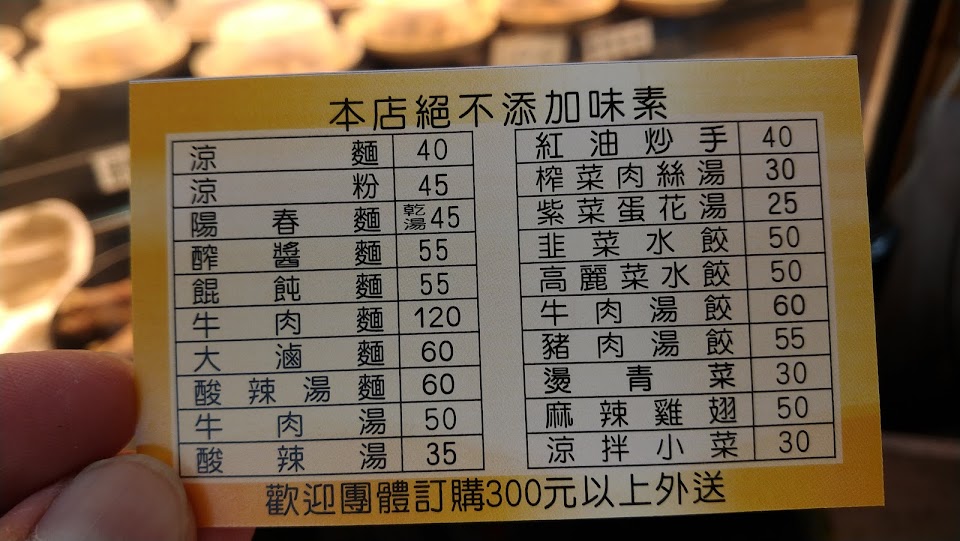 本店絕不添加味素
涼麵 40
涼粉 45
陽春麵 乾湯45
醡醬麵 55
餛飩麵 55
牛肉麵 120
大滷麵 60
酸辣湯麵 60
牛肉湯 50
酸辣湯 35
紅油炒手 40
榨菜肉絲湯 30
紫菜蛋花湯 25
韭菜水餃 50
高麗菜水餃 50
牛肉湯餃 60
豬肉湯餃 55
燙青菜 30
麻辣雞翅 50
涼拌小菜 30
歡迎團體訂購300元以上外送